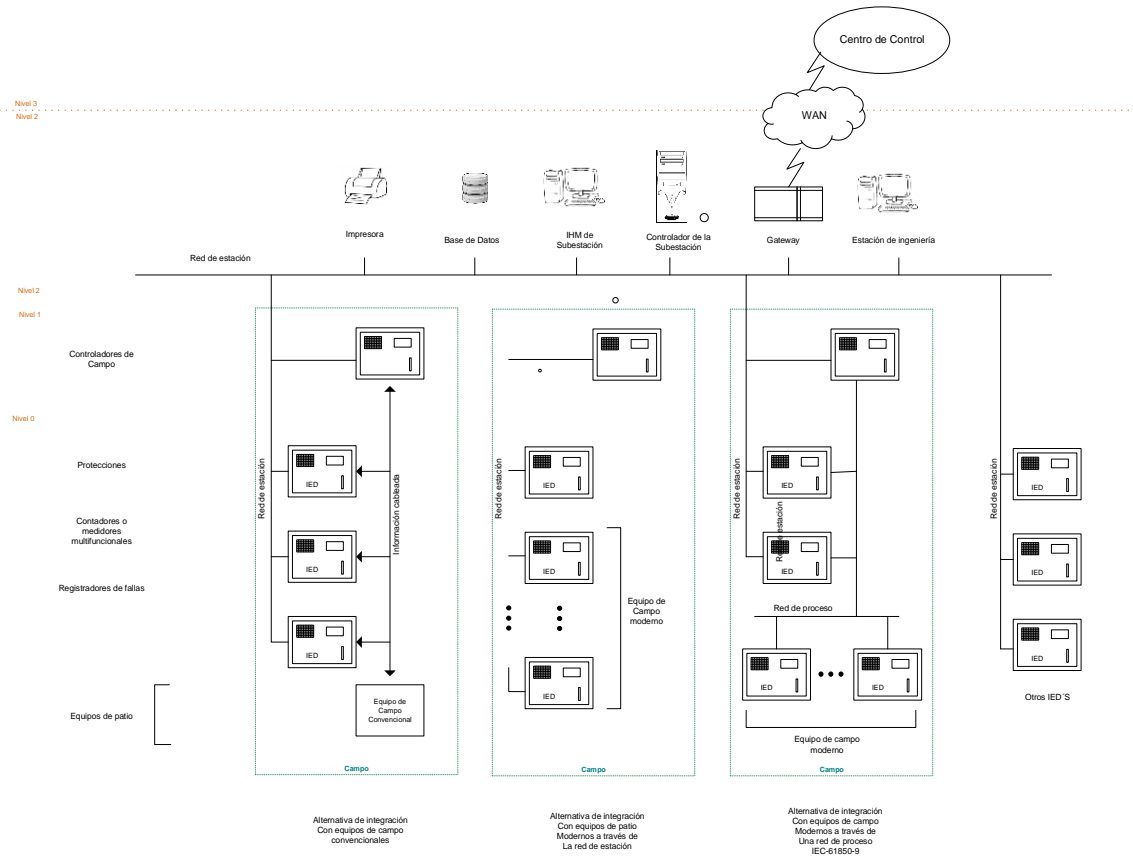 Centro de Control
Nivel 3
Nivel 2
WAN
Impresora
Base de Datos
IHM de
Subestación
Controlador de la
Subestación
Gateway
Estación de ingeniería
Red de estación
Nivel 2
Nivel 1
Controladores de
Campo
Nivel 0
Protecciones
Contadores o
medidores
multifuncionales
Registradores de fallas
Equipos de patio
Red de estación
IED
IED
IED
Información cableada
Equipo de
Campo
Convencional
Campo
Red de estación
IED
IED
IED
Equipo de
Campo
moderno
Campo
Red de estación
IED
IED
Red de estación
Red de proceso
IED
IED
Equipo de campo
moderno
Campo
Red de estación
IED
IED
IED
Otros IED´S
Alternativa de integración
Con equipos de campo
convencionales
Alternativa de integración
Con equipos de patio
Modernos a través de
La red de estación
Alternativa de integración
Con equipos de campo
Modernos a través de
Una red de proceso
IEC-61850-9